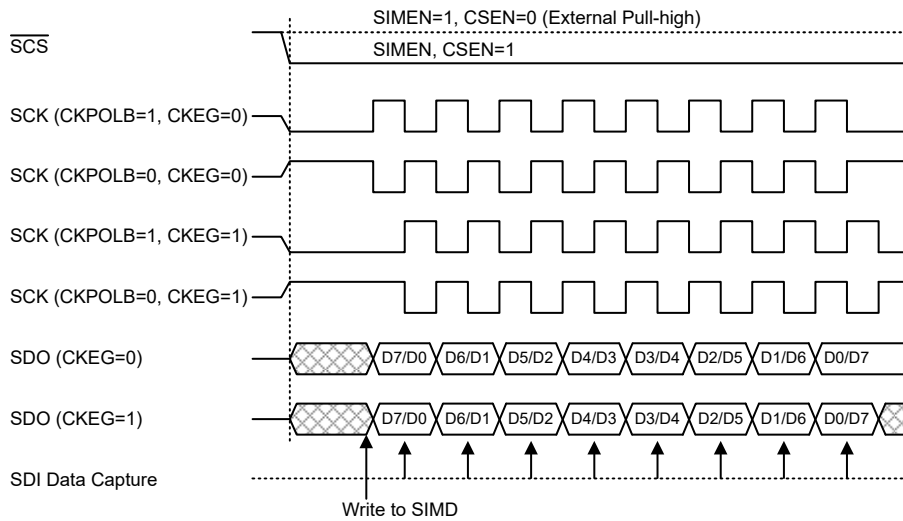 SIMEN=1, CSEN=0 (External Pull-high)
SCS
SIMEN, CSEN=1
SCK (CKPOLB=1, CKEG=0)
SCK (CKPOLB=0, CKEG=0)
SCK (CKPOLB=1, CKEG=1)
SCK (CKPOLB=0, CKEG=1)
SDO (CKEG=0) D7/D0 D6/D1 D5/D2 D4/D3 D3/D4 D2/D5 D1/D6 D0/D7
SDO (CKEG=1) D7/D0 D6/D1 D5/D2 D4/D3 D3/D4 D2/D5 D1/D6 D0/D7
SDI Data Capture
Write to SIMD